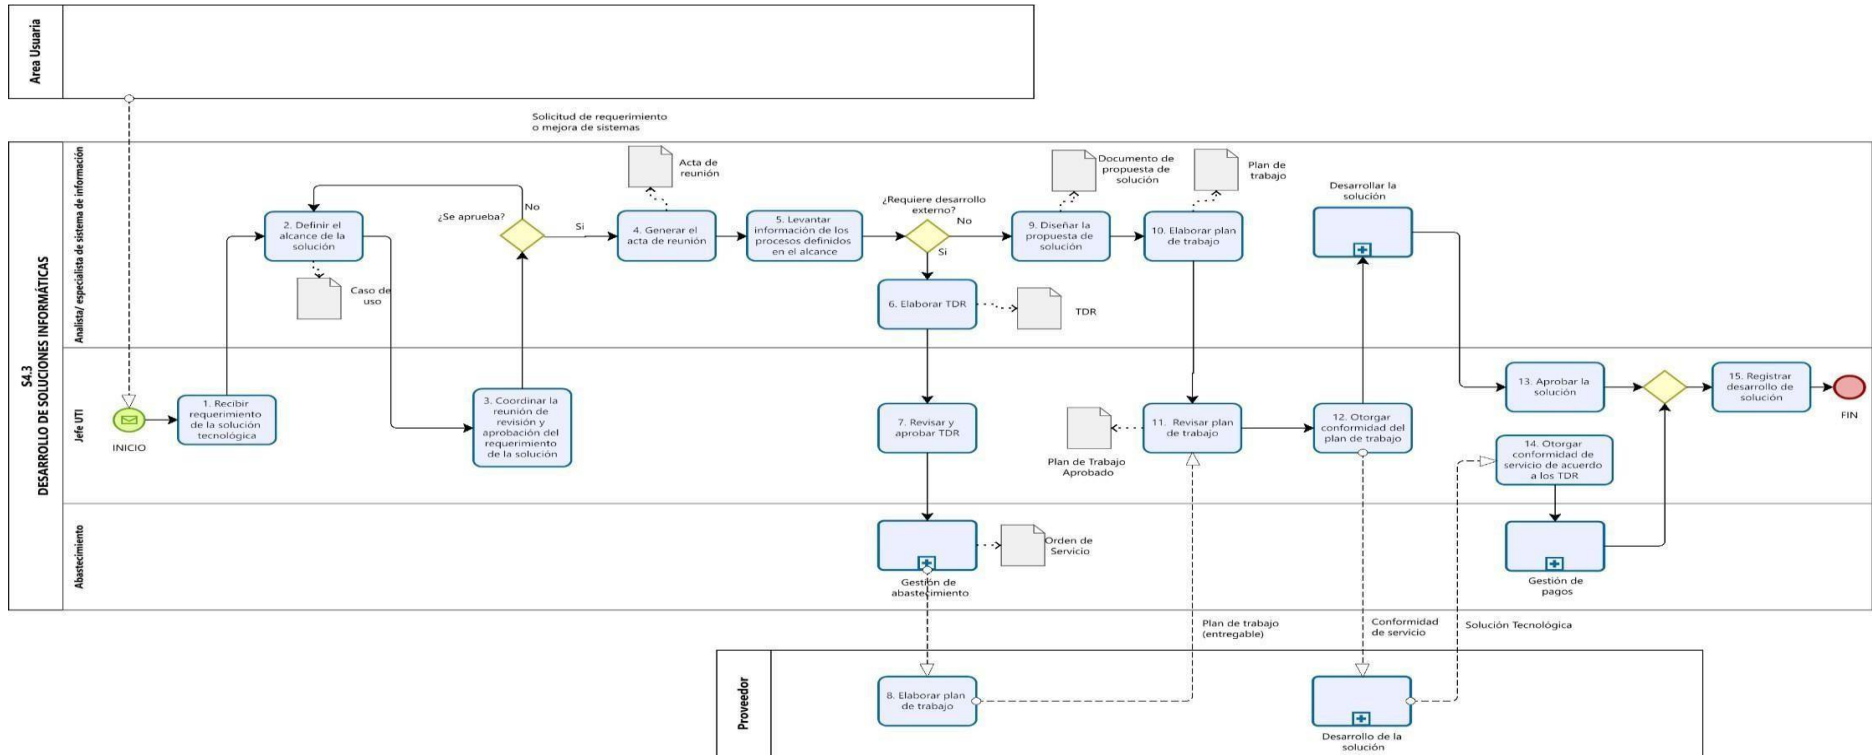 Area Usuaria
Solicitud de requerimiento
o mejora de sistemas
S4.3
DESARROLLO DE SOLUCIONES INFORMÁTICAS
Analista/ especialista de sistema de información
2. Definir el
alcance de la
solución
Caso de
uso
¿Se aprueba?
No
Si
Acta de
reunión
4. Generar el
acta de reunión
5. Levantar
información de los
procesos definidos
en el alcance
¿Requiere desarrollo
externo?
No
Si
6. Elaborar TDR
TDR
Documento de
propuesta de
solución
9. Diseñar la
propuesta de
solución
Plan de
trabajo
10. Elaborar plan
de trabajo
Desarrollar la
solución
Jefe UTI
INICIO
1. Recibir
requerimiento
de la solución
tecnológica
3. Coordinar la
reunión de
revisión y
aprobación del
requerimiento
de la solución
7. Revisar y
aprobar TDR
Plan de Trabajo
Aprobado
11. Revisar plan
de trabajo
12. Otorgar
conformidad del
plan de trabajo
13. Aprobar la
solución
14. Otorgar
conformidad de
servicio de acuerdo
a los TDR
15. Registrar
desarrollo de
solución
FIN
Abastecimiento
Gestión de
abastecimiento
Orden de
Servicio
Gestión de
pagos
Plan de trabajo
(entregable)
Conformidad
de servicio
Solución Tecnológica
Proveedor
8. Elaborar plan
de trabajo
Desarrollo de la
solución